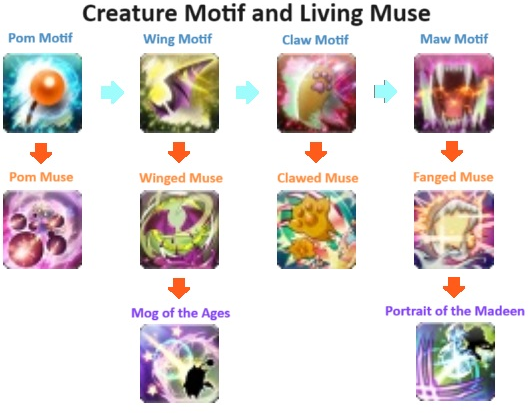 Creature Motif and Living Muse
Pom Motif Wing Motif Claw Motif Maw Motif
Pom Muse Winged Muse Clawed Muse Fanged Muse
Mog of the Ages Portrait of the Madeen